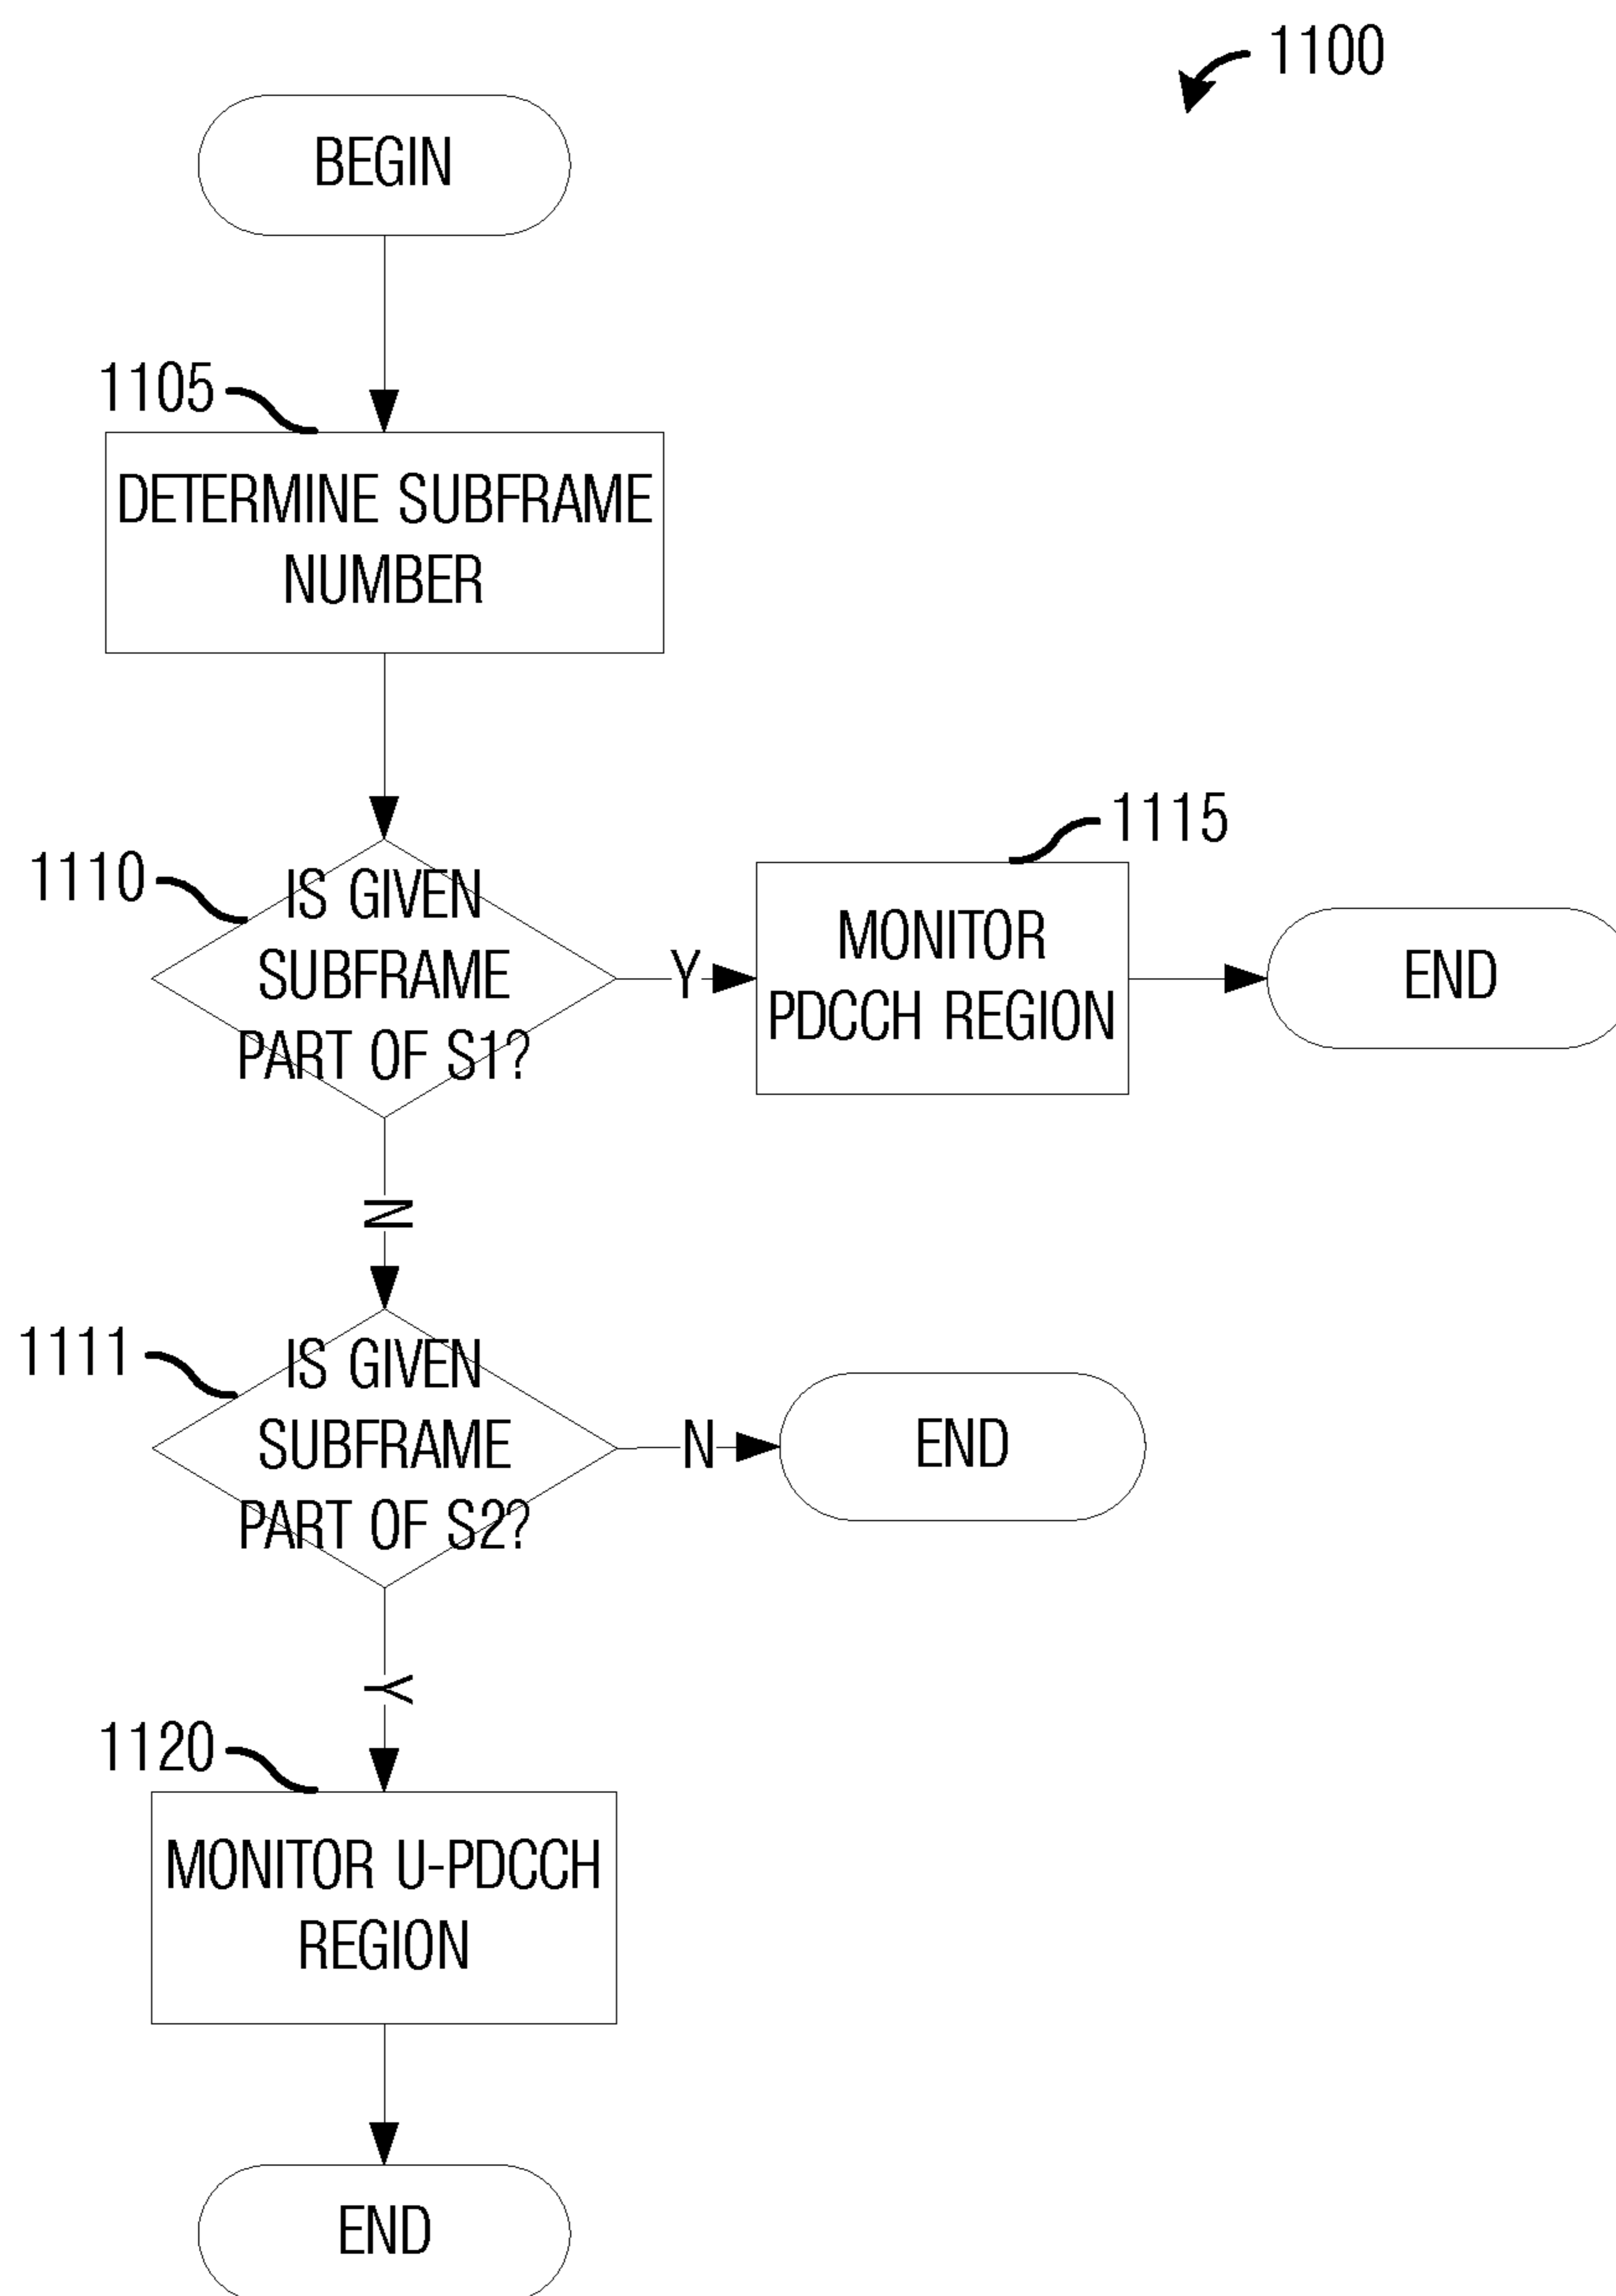 1100
BEGIN
1105
DETERMINE SUBFRAME
NUMBER
1110
IS GIVEN
SUBFRAME
PART OF S1?
Y
1115
MONITOR
PDCCH REGION
END
N
1111
IS GIVEN
SUBFRAME
PART OF S2?
N
END
Y
1120
MONITOR U-PDCCH
REGION
END